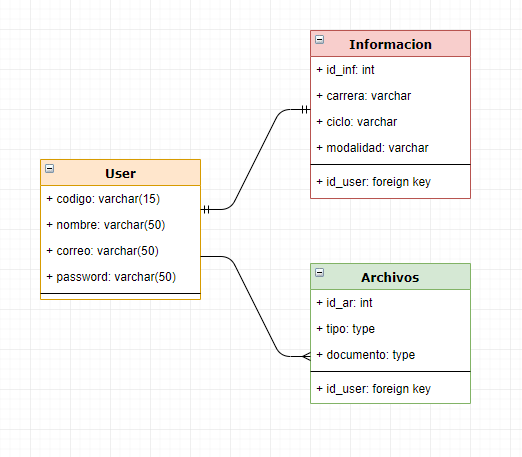 Informacion
+ id_inf: int
+ carrera: varchar
+ ciclo: varchar
+ modalidad: varchar
+ id_user: foreign key
User
+ codigo: varchar(15)
+ nombre: varchar(50)
+ correo: varchar(50)
+ password: varchar(50)
Archivos
+ id_ar: int
+ tipo: type
+ documento: type
+ id_user: foreign key